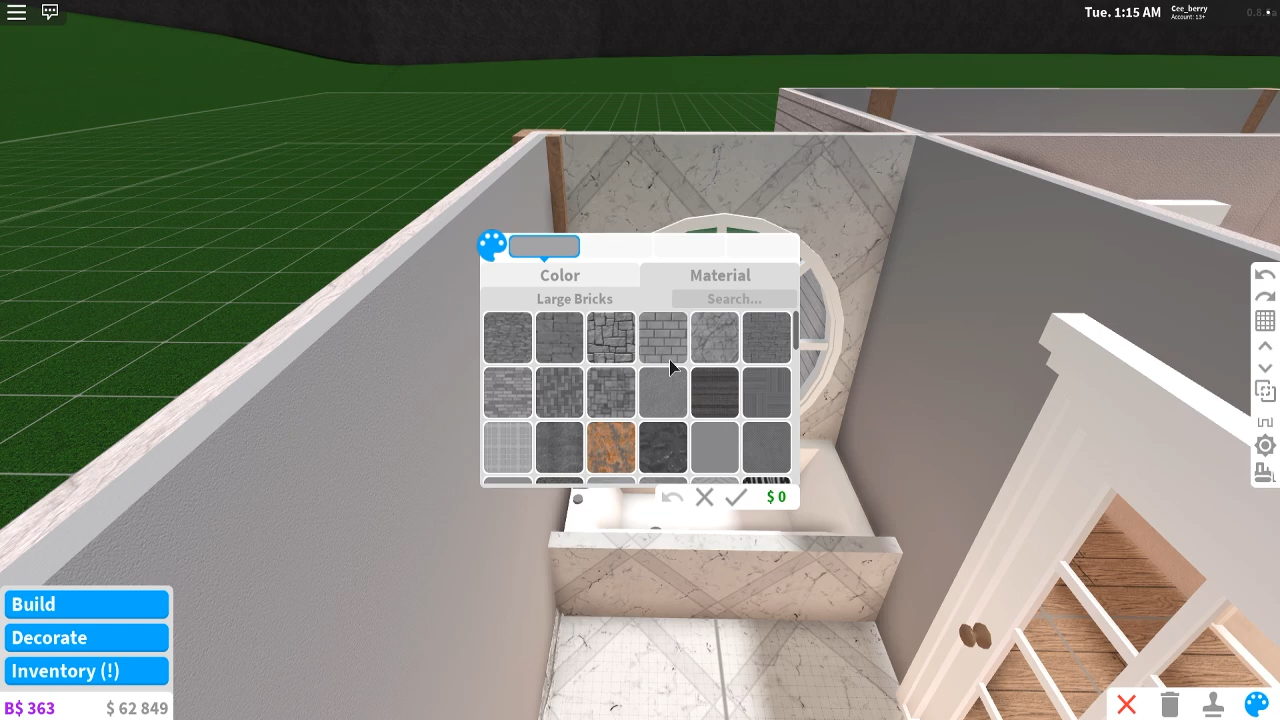 Tue. 1:15 AM
Cee_berry
Account: 13+
Color
Material
Large Bricks
Search...
$ 0
Build
Decorate
Inventory (!)
B$ 363
$ 62 849